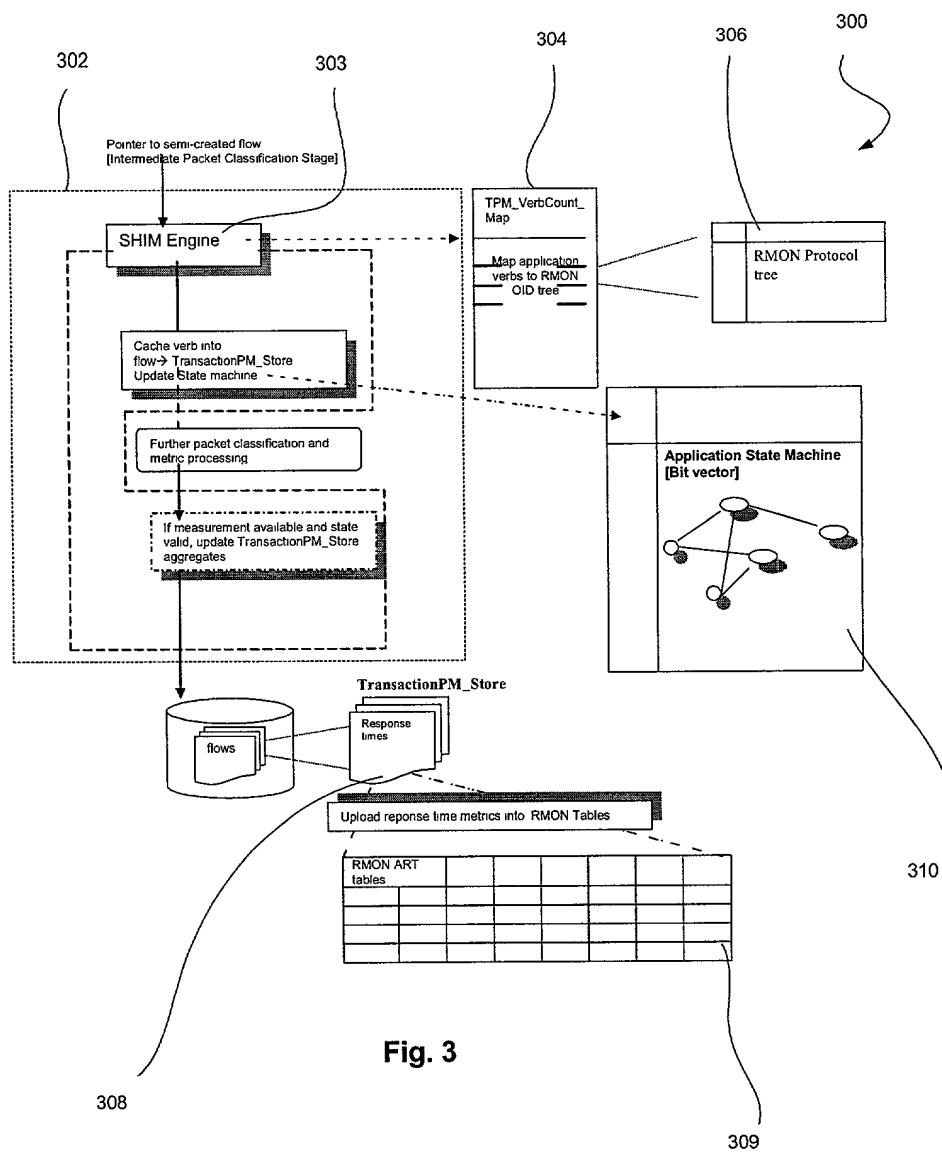 300
306
304
303
302
Pointer to semi-created flow
[Intermediate Packet Classification Stage]
SHIM Engine
TPM_VerbCount_
Map
Map application
verbs to RMON
OID tree
RMON Protocol
tree
Cache verb into
flow→ TransactionPM_Store
Update State machine
Further packet classification and
metric processing
If measurement available and state
valid, update TransactionPM_Store
aggregates
Application State Machine
[Bit vector]
TransactionPM_Store
flows
Response
times
Upload reponse time metrics into RMON Tables
RMON ART
tables
310
Fig. 3
308
309